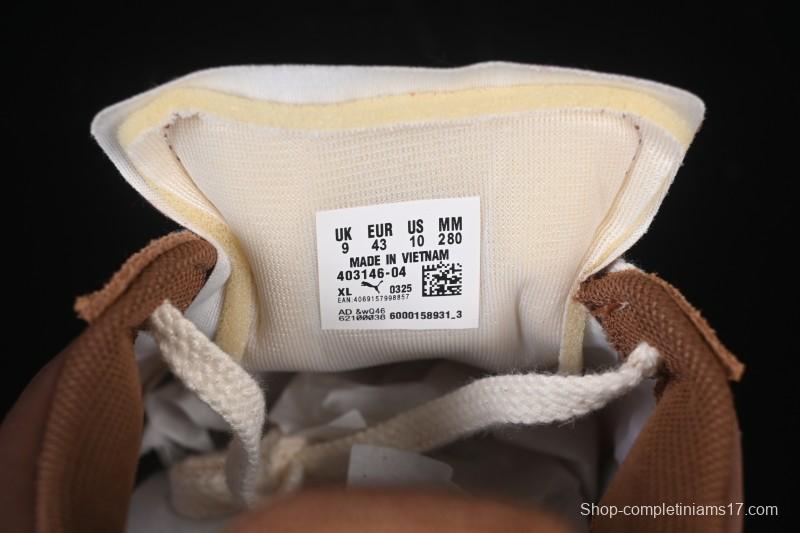 UK EUR US MM
9 43 10 280
MADE IN VIETNAM
403146-04
XL 0325
EAN:4069157998857
AD &wQ46
62100038 6000158931_3
Shop-completiniams17.com